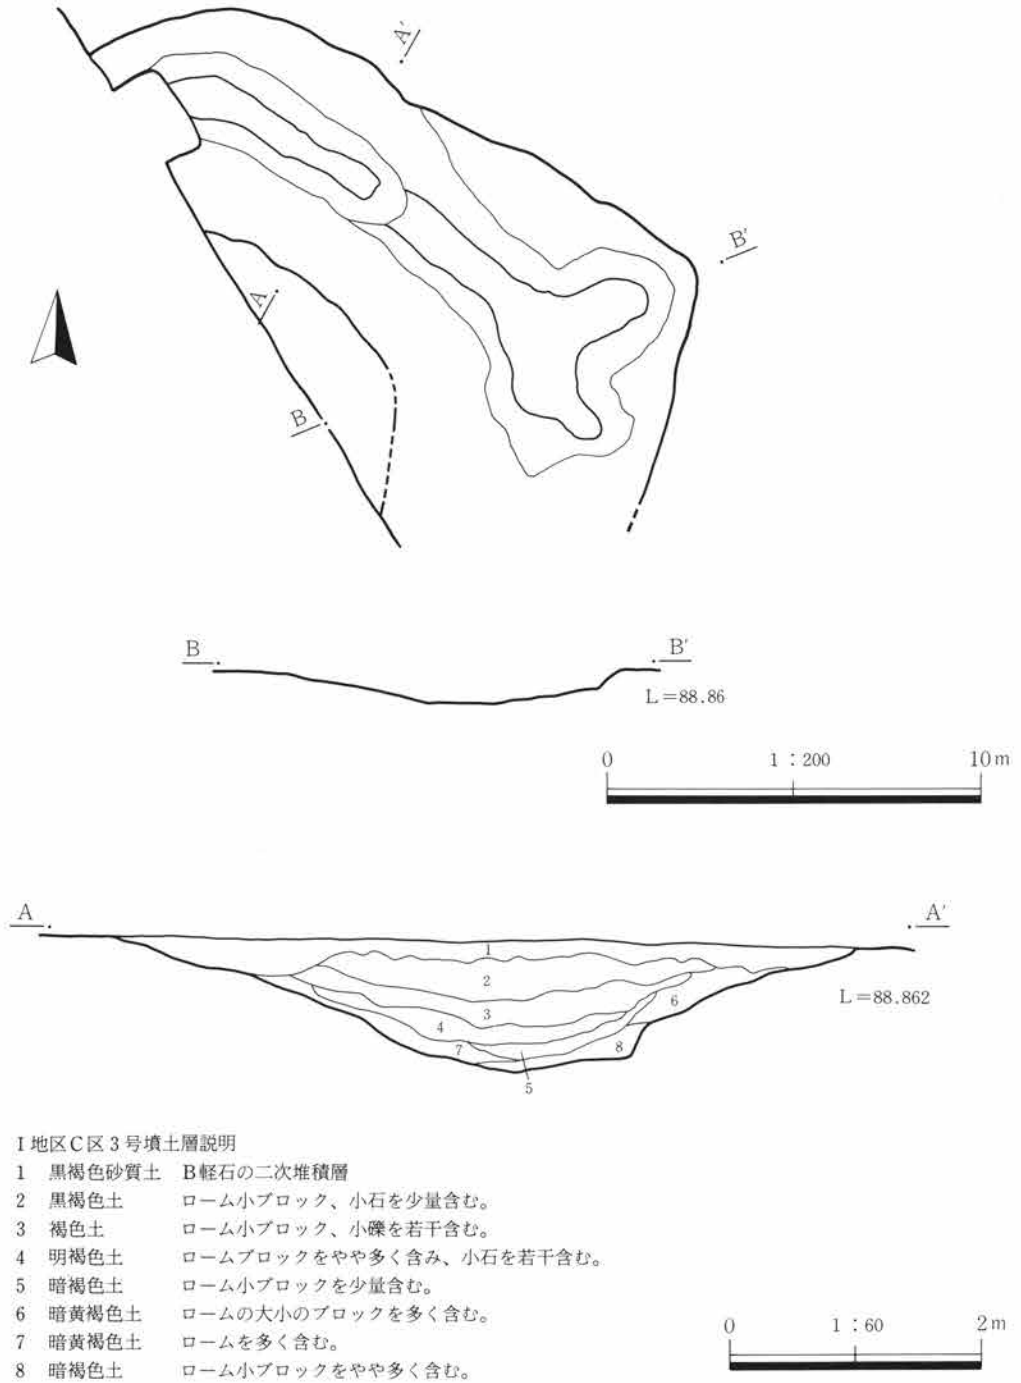 A'
B'
A
B
B B'
L=88.86
0 1:200 10m
A A'
1
2
3
6
L=88.862
4
7
8
5
I地区C区3号墳土層説明
1 黒褐色砂質土 B軽石の二次堆積層
2 黒褐色土 ローム小ブロック、小石を少量含む。
3 褐色土 ローム小ブロック、小礫を若干含む。
4 明褐色土 ロームブロックをやや多く含み、小石を若干含む。
5 暗褐色土 ローム小ブロックを少量含む。
6 暗黄褐色土 ロームの大小のブロックを多く含む。
7 暗黄褐色土 ロームを多く含む。
8 暗褐色土 ローム小ブロックをやや多く含む。
0 1:60 2m